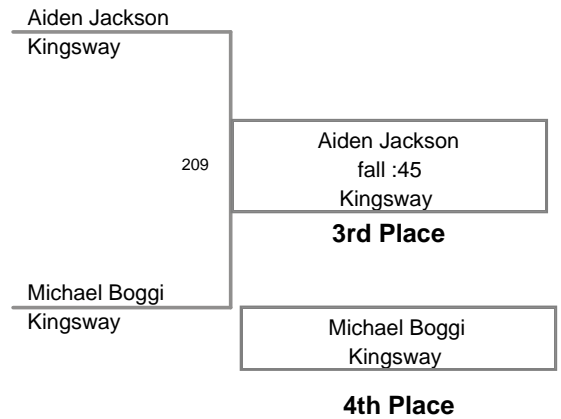 Aiden Jackson
Kingsway
209
Aiden Jackson
fall :45
Kingsway
3rd Place
Michael Boggi
Kingsway
Michael Boggi
Kingsway
4th Place